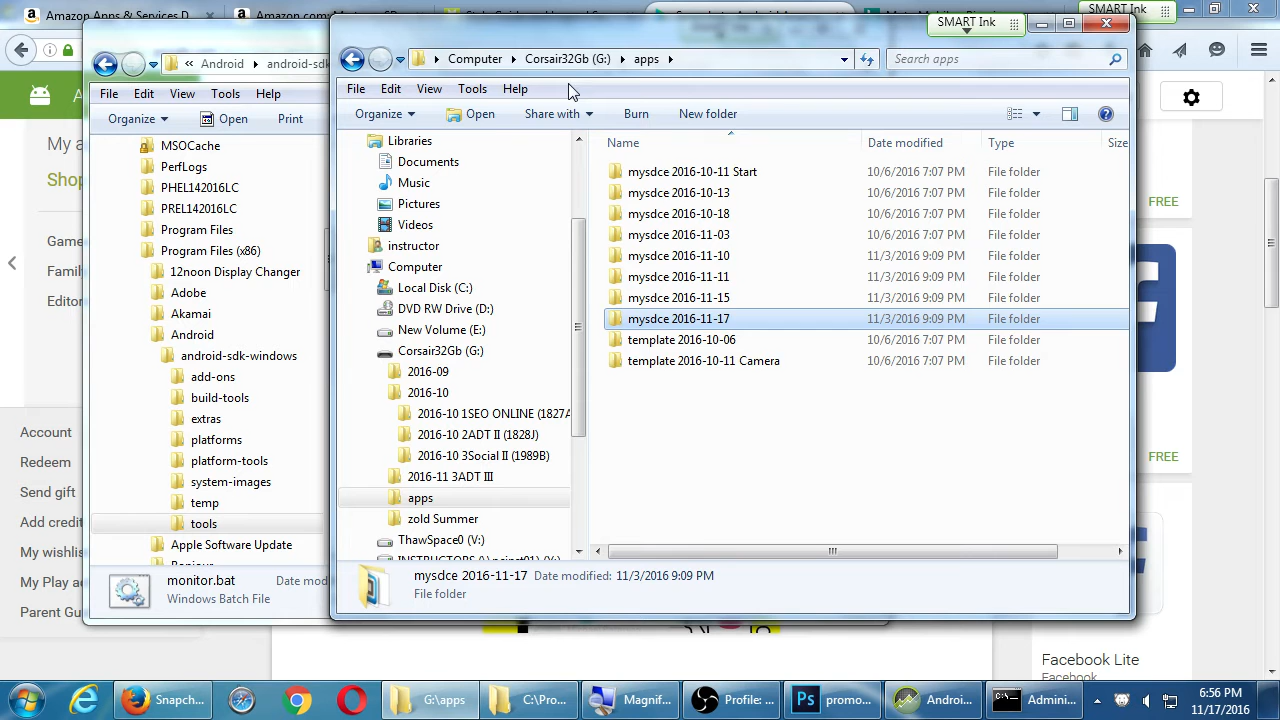 Amazon Apps & Services D
SMART Ink
SMART Ink
Android
android-sdk
Computer
Corsair32Gb (G:)
apps
Search apps
File
Edit
View
Tools
Help
File
Edit
View
Tools
Help
Organize
Open
Print
Organize
Open
Share with
Burn
New folder
My a
Shop
Game
Famil
Editor
Account
Redeem
Send gift
Add credit
My wishlis
My Play ac
Parent Gu
MSOCache
PerfLogs
PHEL142016LC
PREL142016LC
Program Files
Program Files (x86)
12noon Display Changer
Adobe
Akamai
Android
android-sdk-windows
add-ons
build-tools
extras
platforms
platform-tools
system-images
temp
tools
Apple Software Update
monitor.bat
Date mod
Windows Batch File
Libraries
Documents
Music
Pictures
Videos
instructor
Computer
Local Disk (C:)
DVD RW Drive (D:)
New Volume (E:)
Corsair32Gb (G:)
2016-09
2016-10
2016-10 1SEO ONLINE (1827A
2016-10 2ADT II (1828J)
2016-10 3Social II (1989B)
2016-11 3ADT III
apps
zold Summer
ThawSpace0 (V:)
Name
Date modified
Type
Size
mysdce 2016-10-11 Start
10/6/2016 7:07 PM
File folder
mysdce 2016-10-13
10/6/2016 7:07 PM
File folder
mysdce 2016-10-18
10/6/2016 7:07 PM
File folder
mysdce 2016-11-03
10/6/2016 7:07 PM
File folder
mysdce 2016-11-10
11/3/2016 9:09 PM
File folder
mysdce 2016-11-11
11/3/2016 9:09 PM
File folder
mysdce 2016-11-15
11/3/2016 9:09 PM
File folder
mysdce 2016-11-17
11/3/2016 9:09 PM
File folder
template 2016-10-06
10/6/2016 7:07 PM
File folder
template 2016-10-11 Camera
10/6/2016 7:07 PM
File folder
mysdce 2016-11-17
Date modified: 11/3/2016 9:09 PM
File folder
FREE
FREE
Facebook Lite
Facebook
Snapch...
G:\apps
C:\Pro...
Magnif...
Profile: ...
Ps
promo...
Androi...
Admini...
6:56 PM
11/17/2016